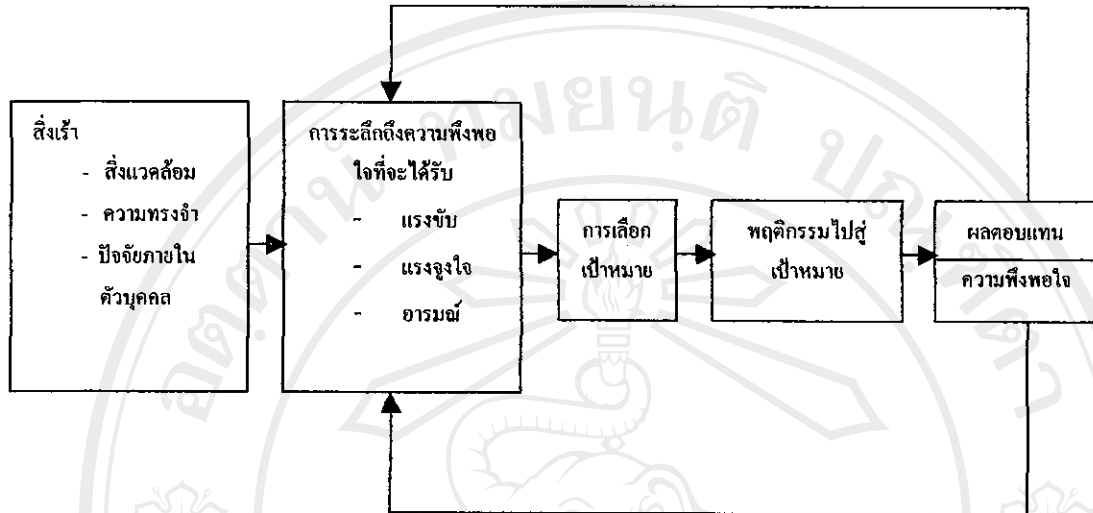 สิ่งเร้า
- สิ่งแวดล้อม
- ความทรงจำ
- ปัจจัยภายใน
ตัวบุคคล
การระลึกถึงความพึงพอ
ใจที่จะได้รับ
- แรงขับ
- แรงจูงใจ
- อารมณ์
การเลือก
เป้าหมาย
พฤติกรรมไปสู่
เป้าหมาย
ผลตอบแทน
ความพึงพอใจ